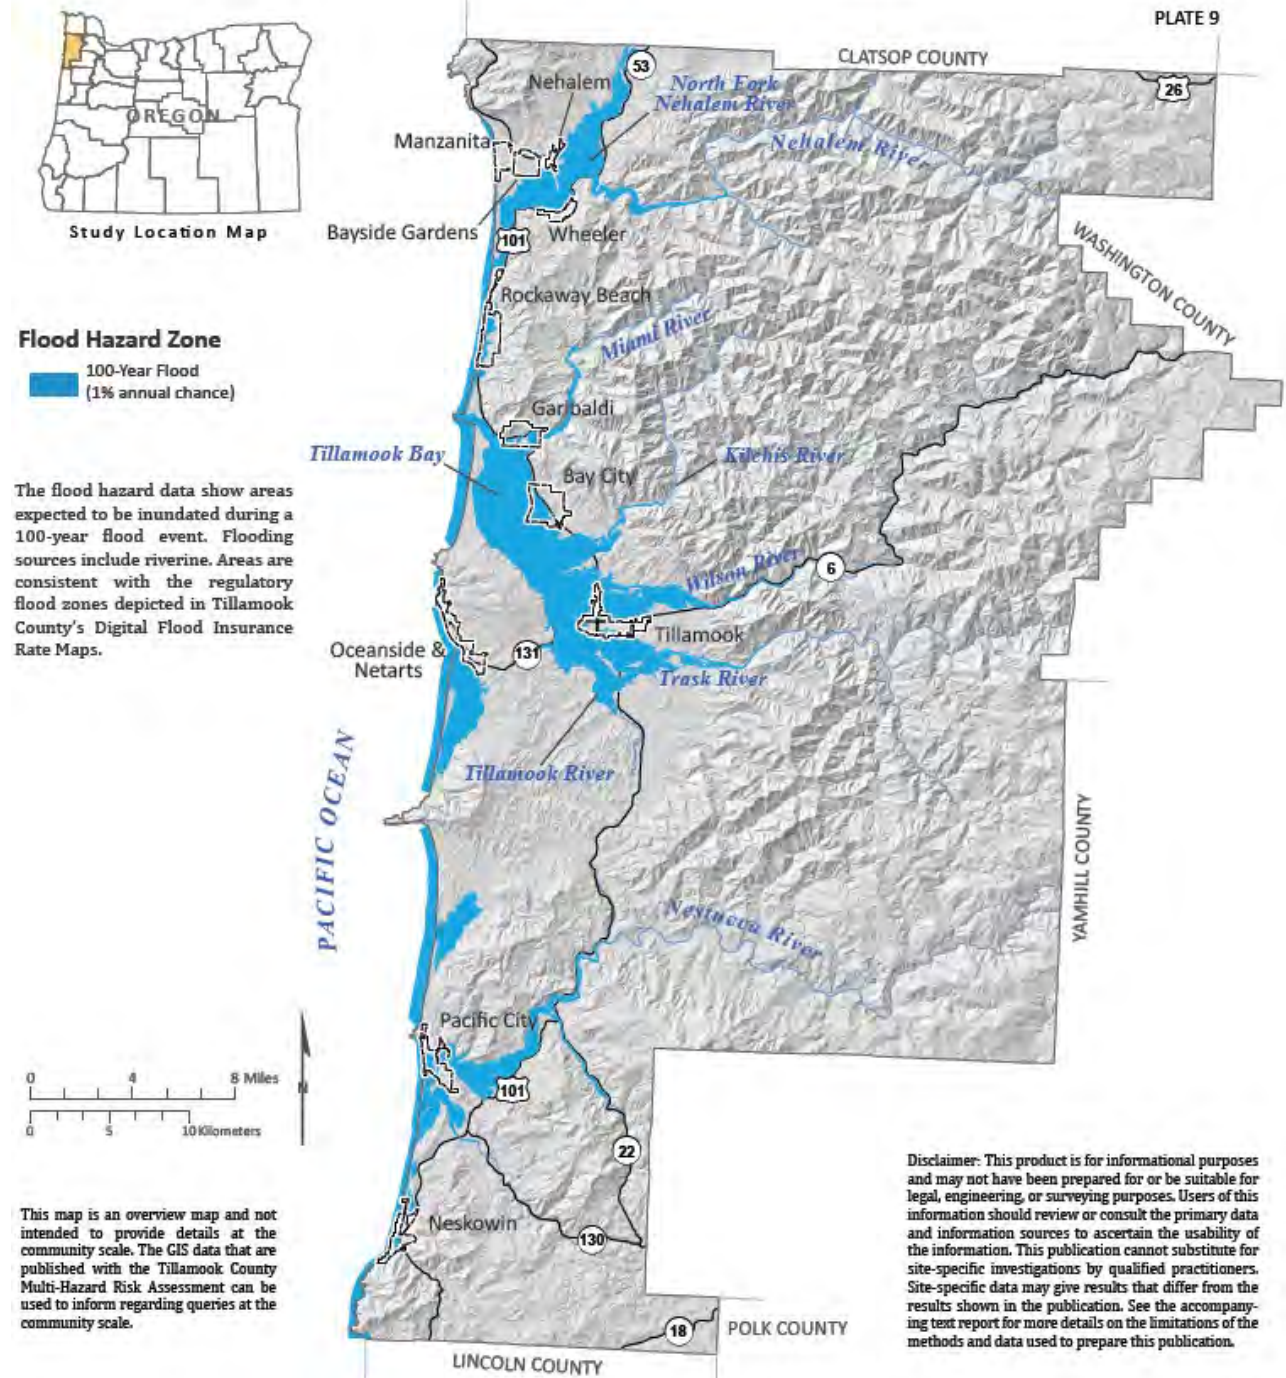 PLATE 9
OREGON
Study Location Map
Flood Hazard Zone
100-Year Flood
(1% annual chance)
The flood hazard data show areas
expected to be inundated during a
100-year flood event. Flooding
sources include riverine. Areas are
consistent with the regulatory
flood zones depicted in Tillamook
County's Digital Flood Insurance
Rate Maps.
CLATSOP COUNTY
53
26
Nehalem
North Fork
Nehalem River
Manzanita
Nehalem River
Bayside Gardens
101
Wheeler
WASHINGTON COUNTY
Rockaway Beach
Miami River
Garibaldi
Tillamook Bay
Bay City
Kilchis River
Wilson River
6
Tillamook
Oceanside &
Netarts
131
Trask River
Tillamook River
PACIFIC OCEAN
YAMHILL COUNTY
Nestucca River
Pacific City
101
22
Neskowin
130
18
POLK COUNTY
LINCOLN COUNTY
0 4 8 Miles
0 5 10 Kilometers
N
This map is an overview map and not
intended to provide details at the
community scale. The GIS data that are
published with the Tillamook County
Multi-Hazard Risk Assessment can be
used to inform regarding queries at the
community scale.
Disclaimer: This product is for informational purposes
and may not have been prepared for or be suitable for
legal, engineering, or surveying purposes. Users of this
information should review or consult the primary data
and information sources to ascertain the usability of
the information. This publication cannot substitute for
site-specific investigations by qualified practitioners.
Site-specific data may give results that differ from the
results shown in the publication. See the accompany-
ing text report for more details on the limitations of the
methods and data used to prepare this publication.